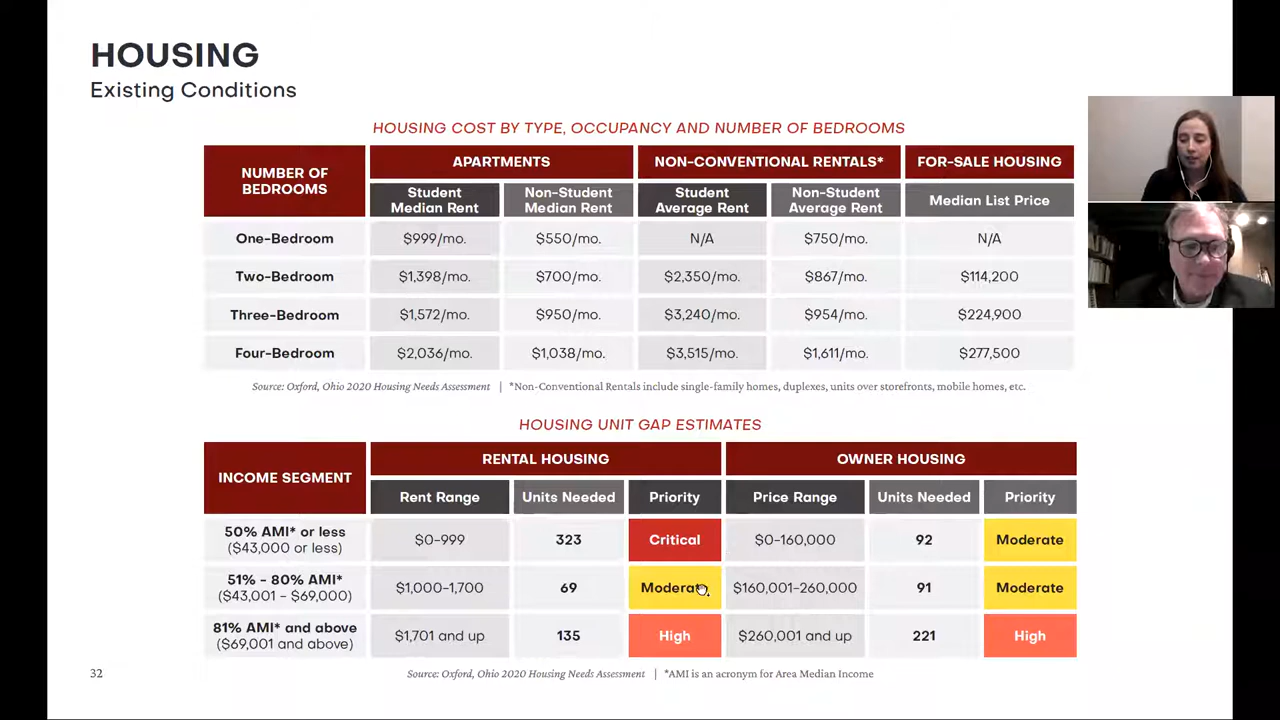 HOUSING
Existing Conditions
HOUSING COST BY TYPE, OCCUPANCY AND NUMBER OF BEDROOMS
NUMBER OF BEDROOMS APARTMENTS NON-CONVENTIONAL RENTALS* FOR-SALE HOUSING
Student Median Rent Non-Student Median Rent Student Average Rent Non-Student Average Rent Median List Price
One-Bedroom $999/mo. $550/mo. N/A $750/mo. N/A
Two-Bedroom $1,398/mo. $700/mo. $2,350/mo. $867/mo. $114,200
Three-Bedroom $1,572/mo. $950/mo. $3,240/mo. $954/mo. $224,900
Four-Bedroom $2,036/mo. $1,038/mo. $3,515/mo. $1,611/mo. $277,500
Source: Oxford, Ohio 2020 Housing Needs Assessment | *Non-Conventional Rentals include single-family homes, duplexes, units over storefronts, mobile homes, etc.
HOUSING UNIT GAP ESTIMATES
INCOME SEGMENT RENTAL HOUSING OWNER HOUSING
Rent Range Units Needed Priority Price Range Units Needed Priority
50% AMI* or less ($43,000 or less) $0-999 323 Critical $0-160,000 92 Moderate
51% - 80% AMI* ($43,001 - $69,000) $1,000-1,700 69 Moderate $160,001-260,000 91 Moderate
81% AMI* and above ($69,001 and above) $1,701 and up 135 High $260,001 and up 221 High
32 Source: Oxford, Ohio 2020 Housing Needs Assessment | *AMI is an acronym for Area Median Income